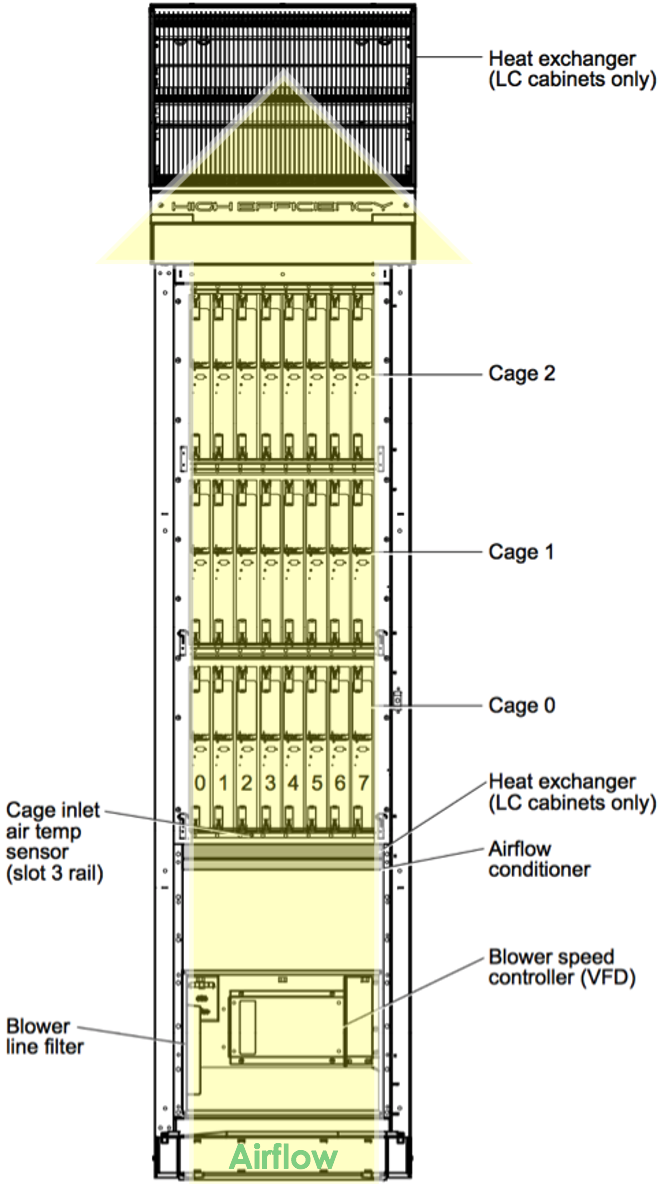 Heat exchanger
(LC cabinets only)
HIGH EFFICIENCY
Cage 2
Cage 1
Cage 0
0 1 2 3 4 5 6 7
Heat exchanger
(LC cabinets only)
Cage inlet
air temp
sensor
(slot 3 rail)
Airflow
conditioner
Blower speed
controller (VFD)
Blower
line filter
Airflow